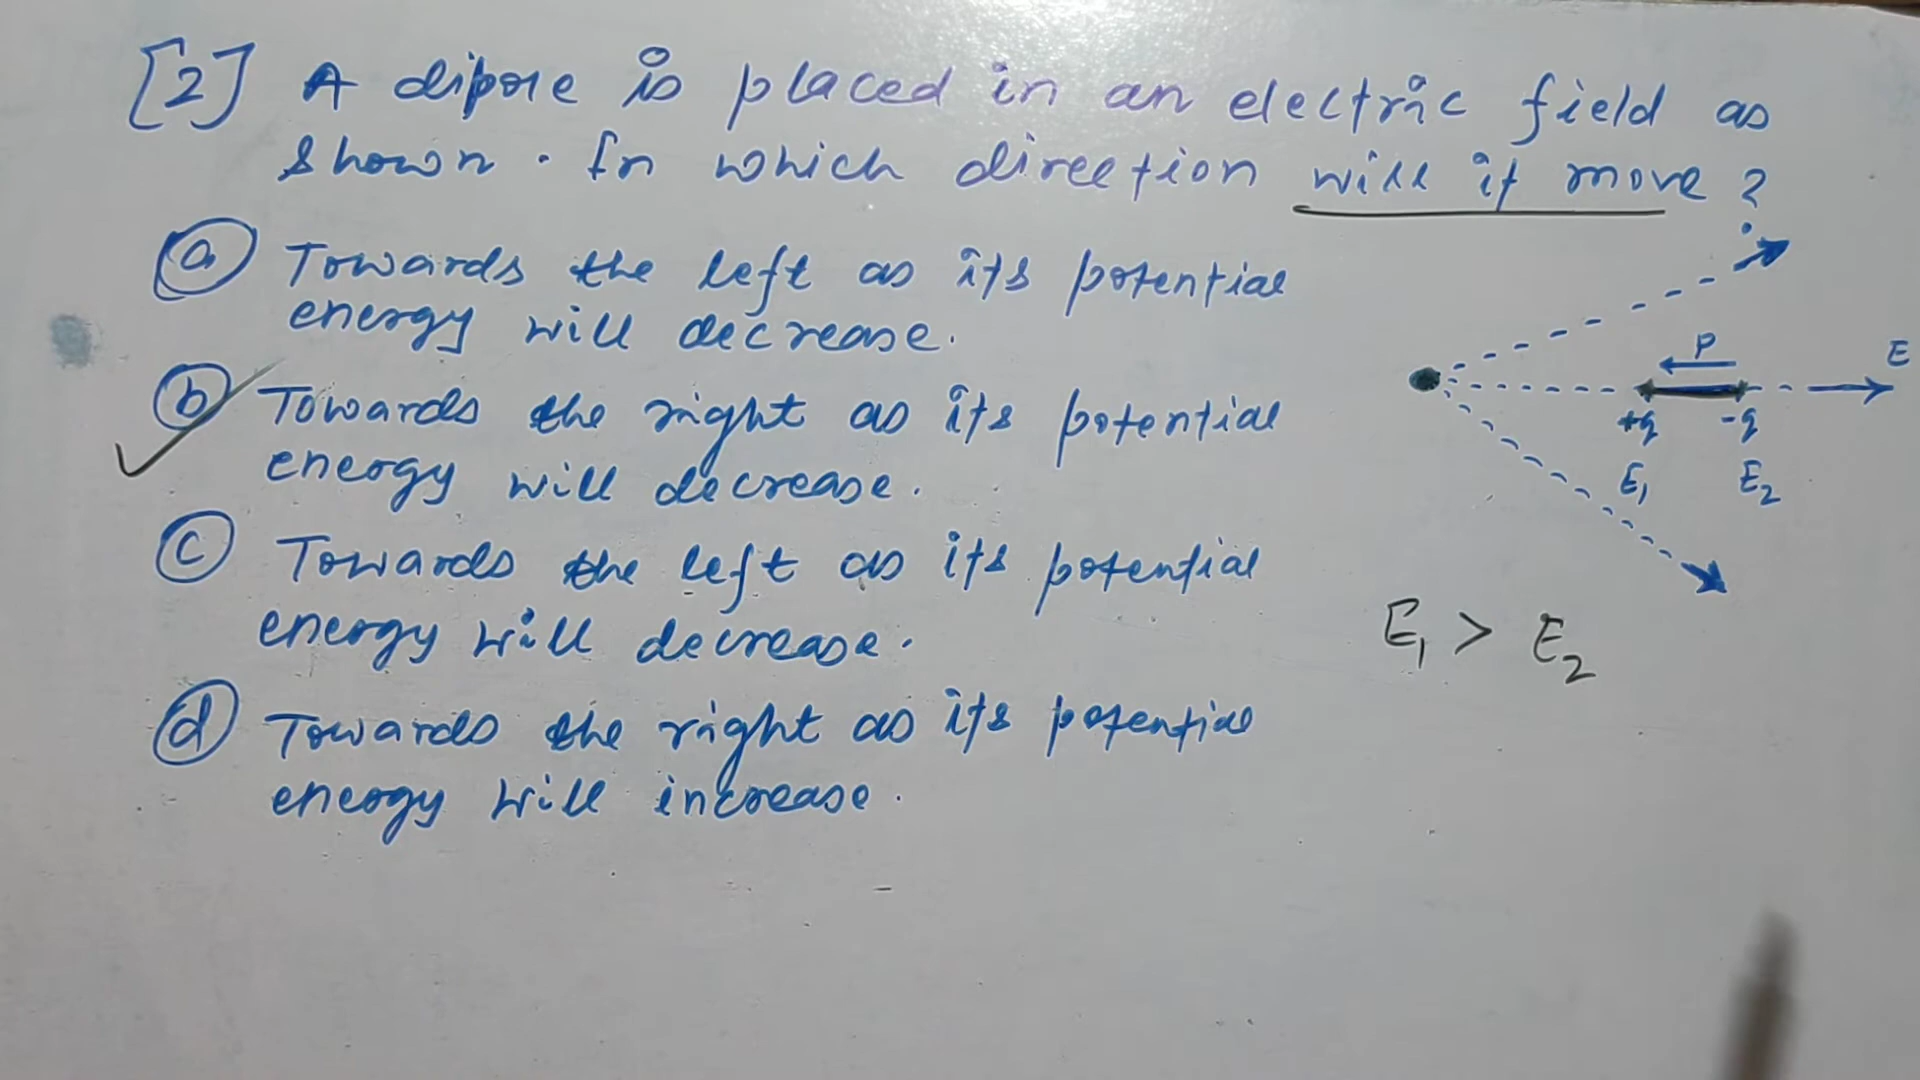 [2] A dipole is placed in an electric field as
shown. In which direction will it move?
(a) Towards the left as its potential
energy will decrease.
(b) Towards the right as its potential
energy will decrease.
(c) Towards the left as its potential
energy will decrease.
(d) Towards the right as its potential
energy will increase.
P
E
+q -q
E₁ E₂
E₁ > E₂